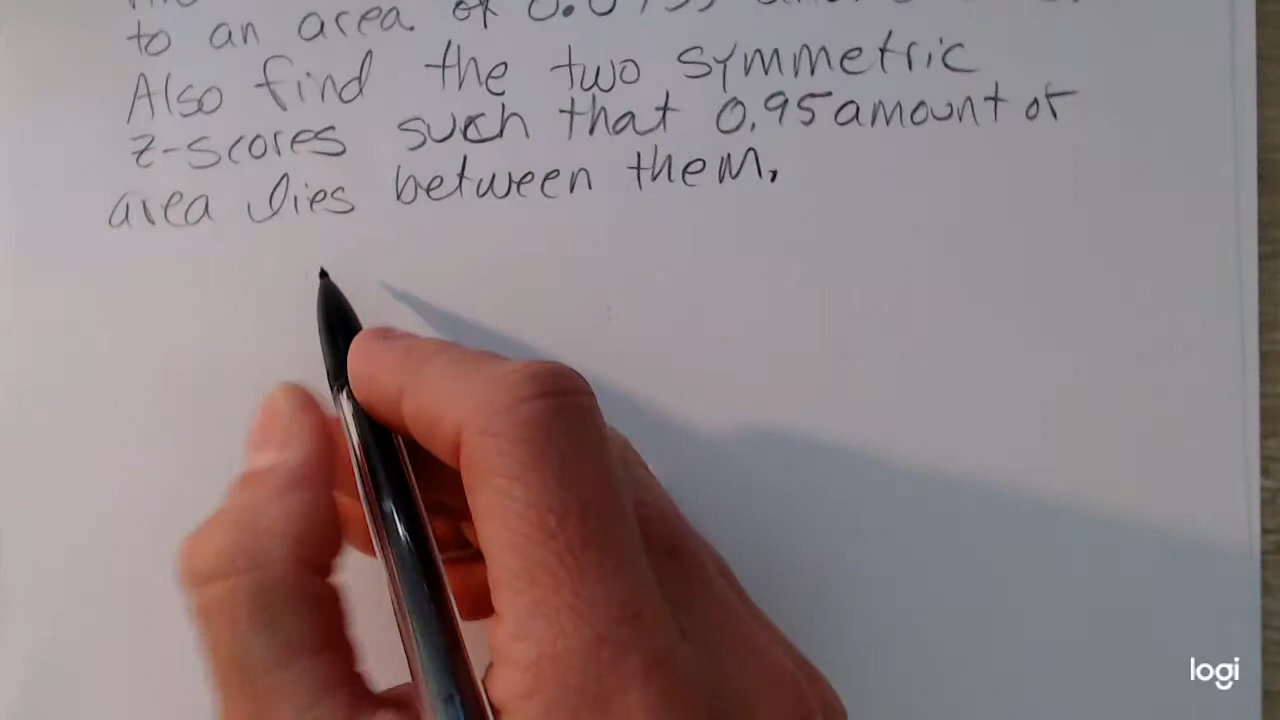 to an area of
Also find the two symmetric
z-scores such that 0.95 amount of
area lies between them.
logi